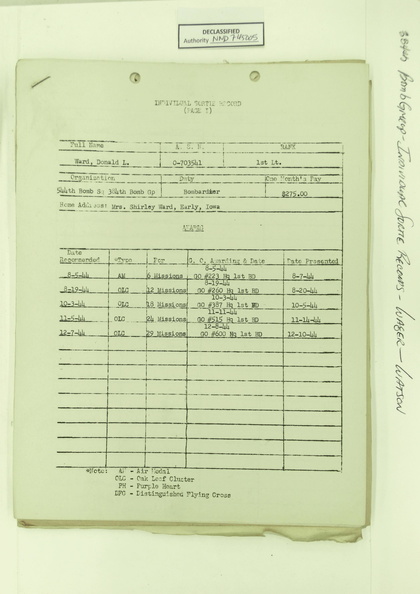 DECLASSIFIED
Authority NND 745005
384th Bomb Group - Individual Sortie Records - Waber - Watson
INDIVIDUAL SORTIE RECORD
(PAGE 1)
Full Name A. S. N. RANK
Ward, Donald L. O-703541 1st Lt.
Organization Duty One Month's Pay
544th Bomb Sq 384th Bomb Gp Bombardier $275.00
Home Address: Mrs. Shirley Ward, Early, Iowa
AWARDS
Date Recommended *Type For G. O. Awarding & Date Date Presented
8-5-44
8-5-44 AM 6 Missions GO #223 Hq 1st BD 8-7-44
8-19-44
8-19-44 OLC 12 Missions GO #260 Hq 1st BD 8-20-44
10-3-44
10-3-44 OLC 18 Missions GO #387 Hq 1st BD 10-5-44
11-11-44
11-5-44 OLC 24 Missions GO #515 Hq 1st BD 11-14-44
12-8-44
12-7-44 OLC 29 Missions GO #600 Hq 1st BD 12-10-44
*Note: AM - Air Medal
OLC - Oak Leaf Cluster
PH - Purple Heart
DFC - Distinguished Flying Cross